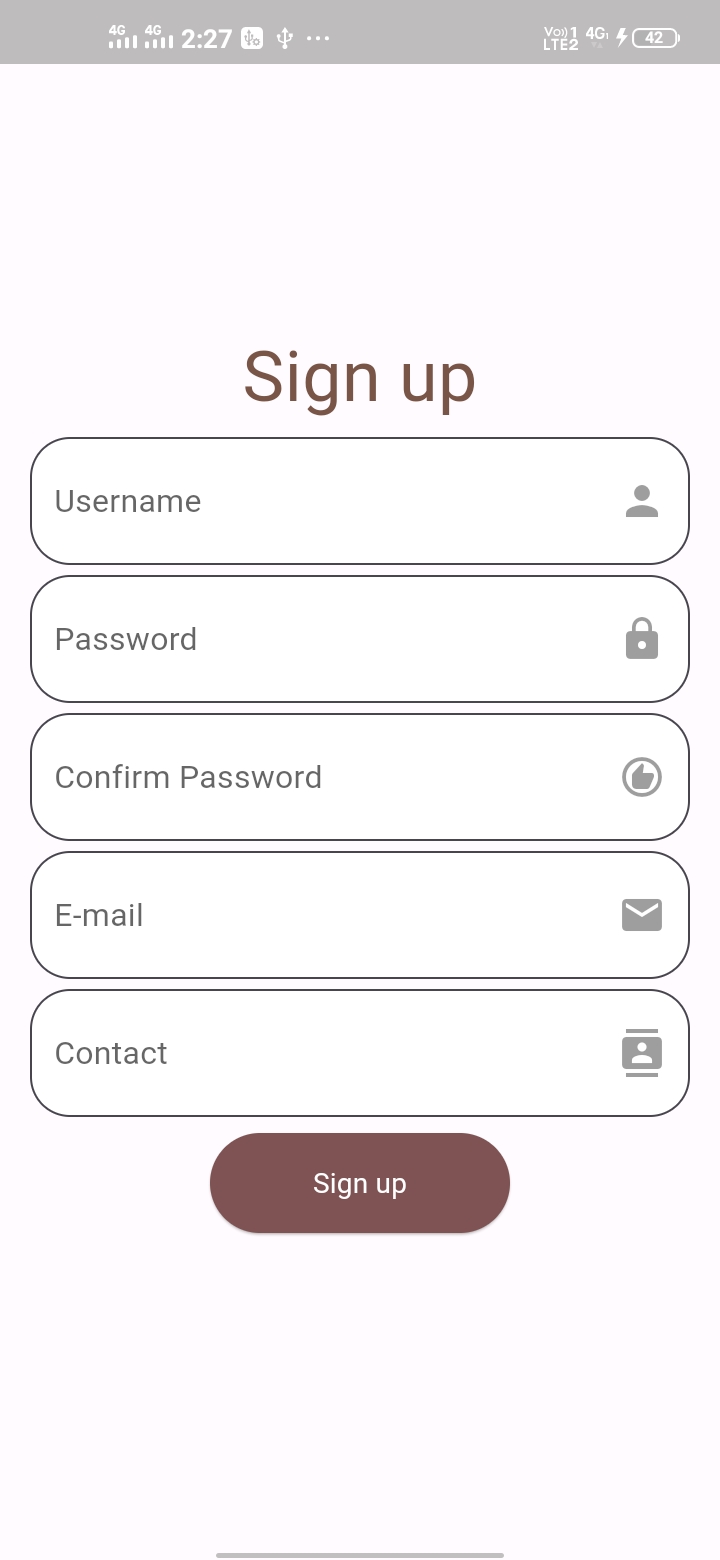 4G 4G 2:27 Vo)) 1 LTE2 4G 42
Sign up
Username
Password
Confirm Password
E-mail
Contact
Sign up